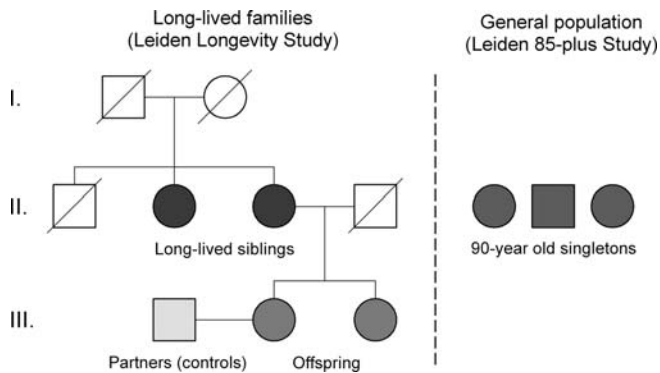 Long-lived families
(Leiden Longevity Study)
General population
(Leiden 85-plus Study)
I.
II.
Long-lived siblings
90-year old singletons
III.
Partners (controls)
Offspring